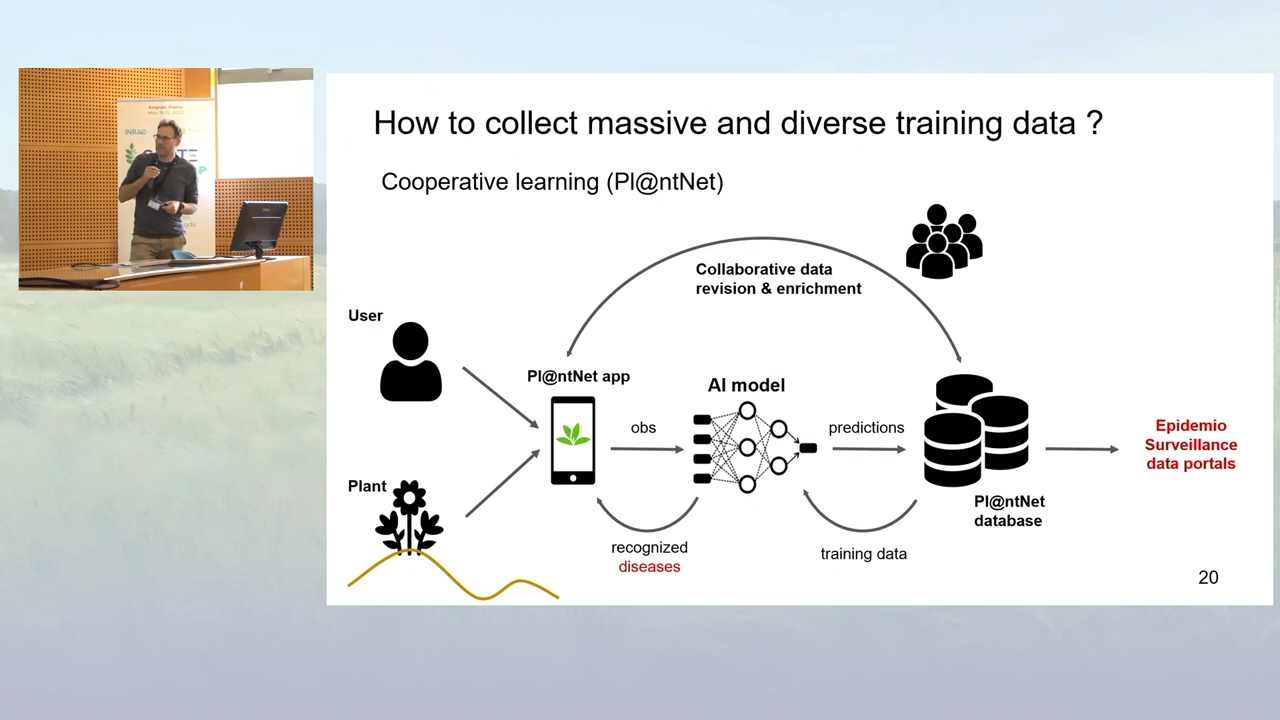 Avignon, France
INRAE
How to collect massive and diverse training data ?
Cooperative learning (Pl@ntNet)
Collaborative data
revision & enrichment
User
Pl@ntNet app
AI model
obs
predictions
Epidemio
Surveillance
data portals
Plant
Pl@ntNet
database
recognized
diseases
training data
20